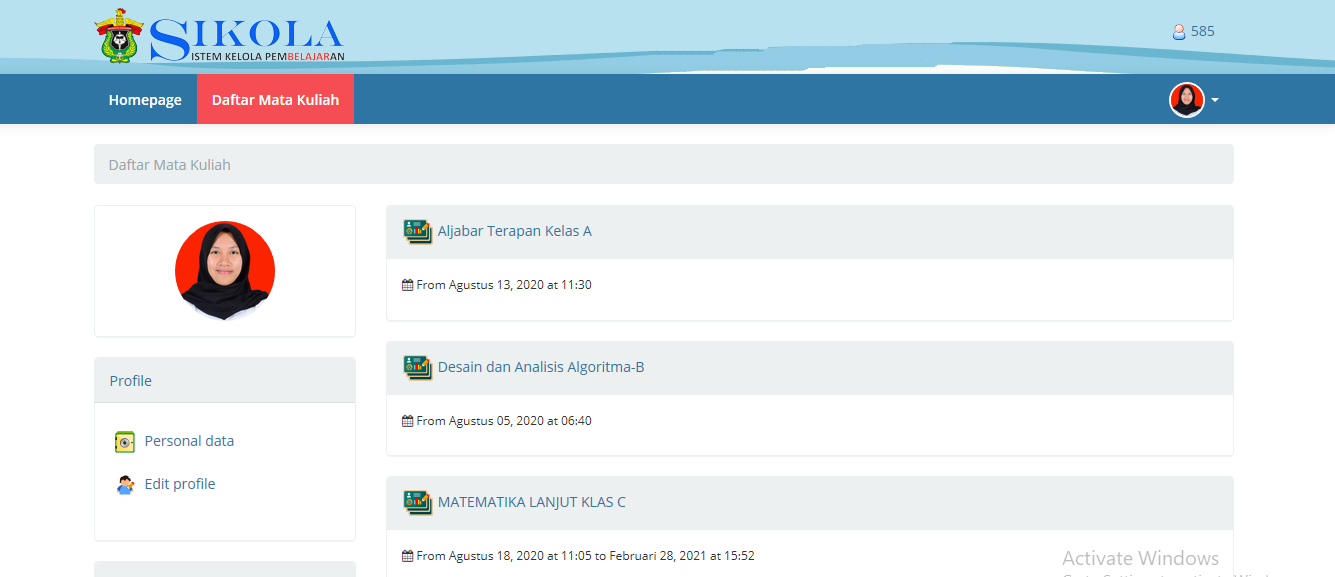 SIKOLA
ISTEM KELOLA PEMBELAJARAN
585
Homepage
Daftar Mata Kuliah
Daftar Mata Kuliah
Aljabar Terapan Kelas A
From Agustus 13, 2020 at 11:30
Desain dan Analisis Algoritma-B
From Agustus 05, 2020 at 06:40
Profile
Personal data
Edit profile
MATEMATIKA LANJUT KLAS C
From Agustus 18, 2020 at 11:05 to Februari 28, 2021 at 15:52
Activate Windows